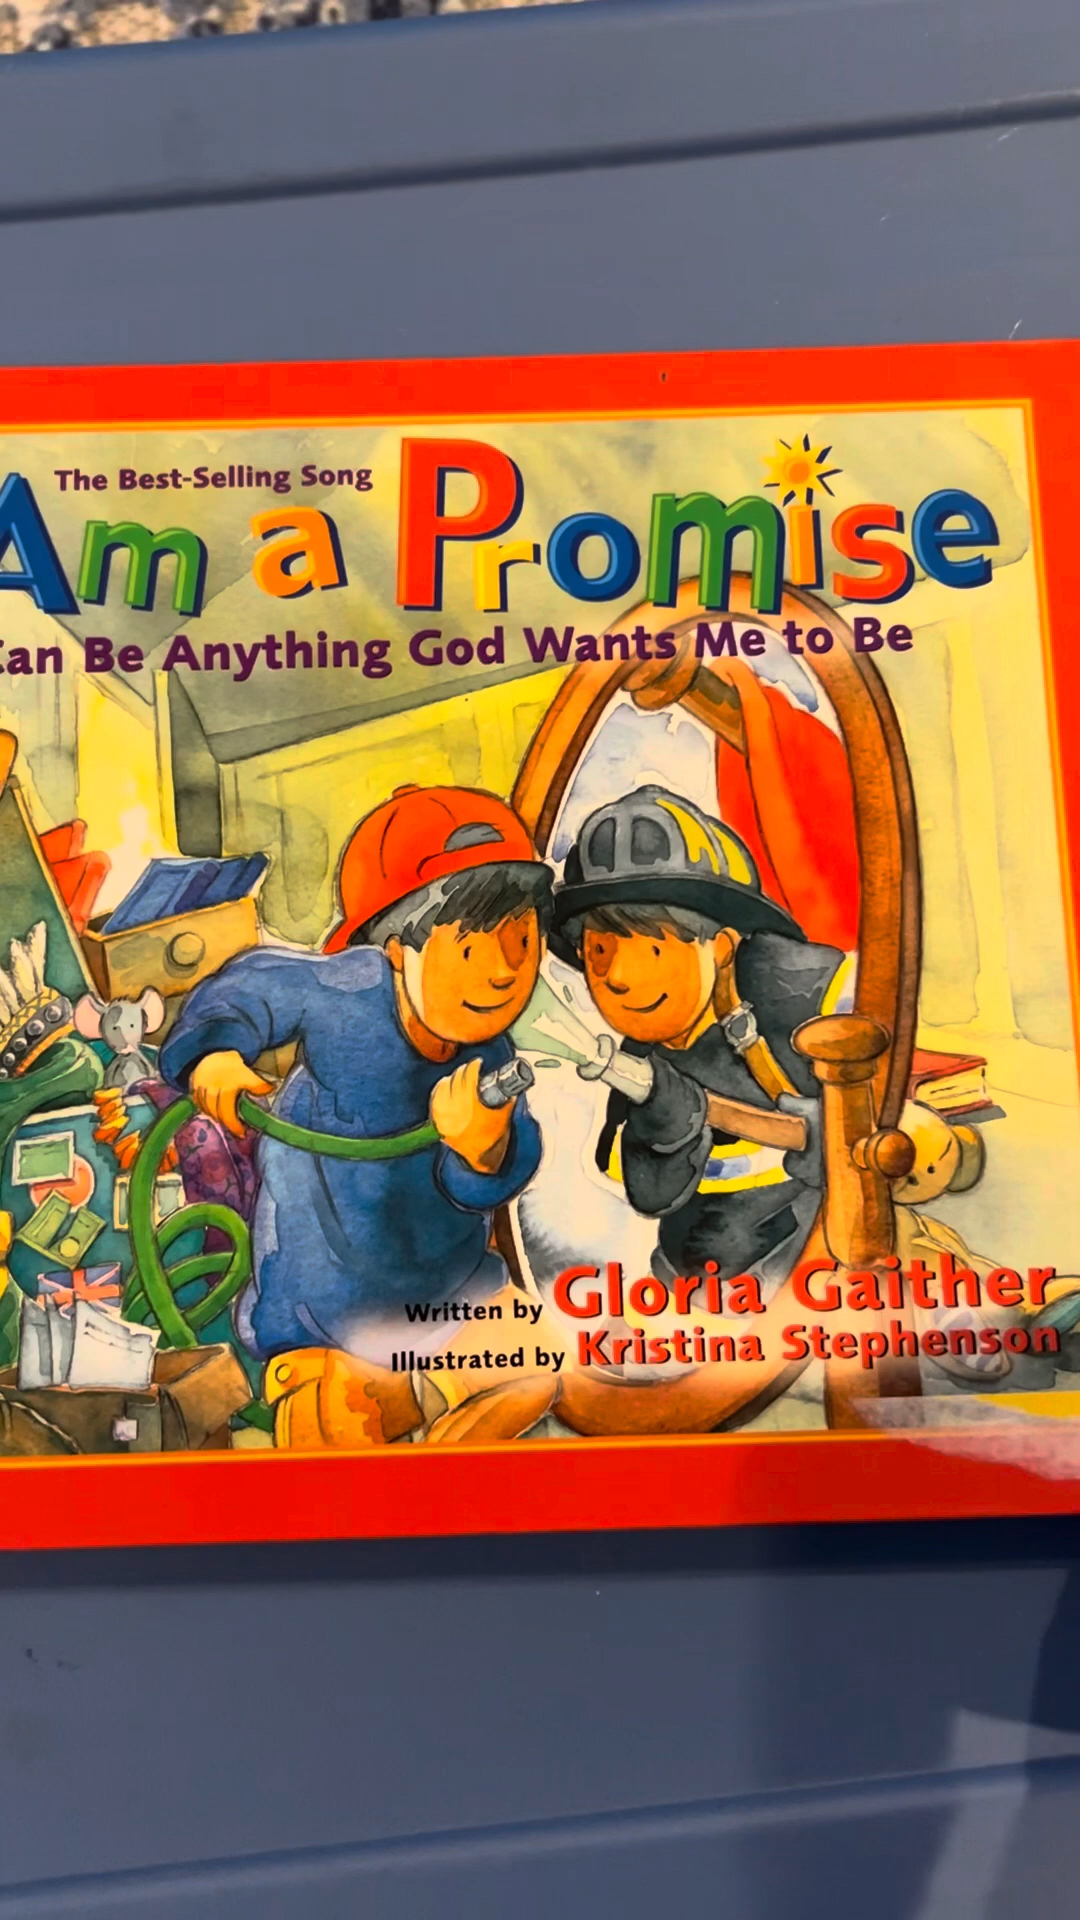 The Best-Selling Song
Am a Promise
Can Be Anything God Wants Me to Be
Written by Gloria Gaither
Illustrated by Kristina Stephenson